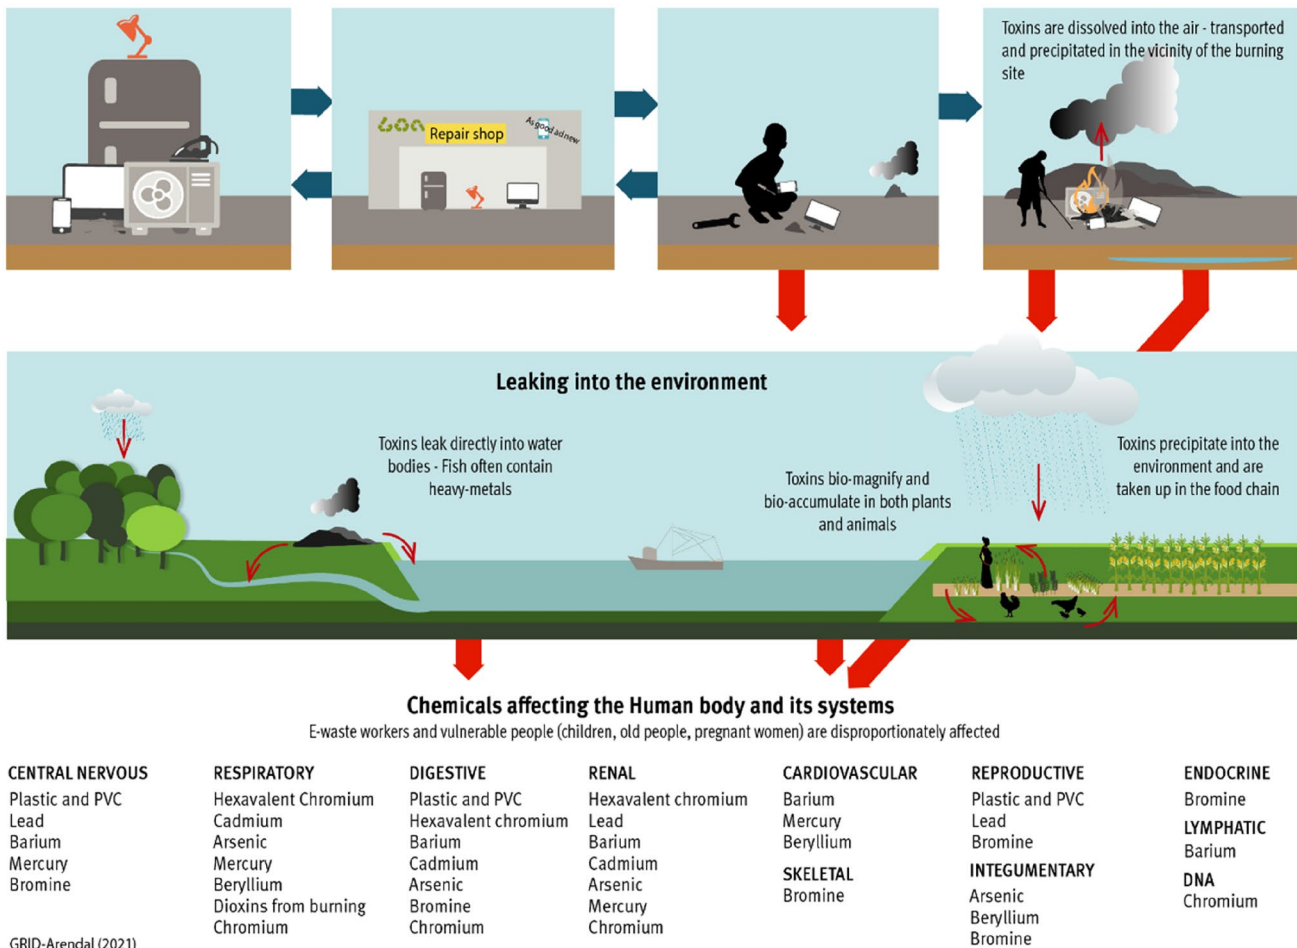 Toxins are dissolved into the air - transported
and precipitated in the vicinity of the burning
site
Repair shop
As good ad new
Leaking into the environment
Toxins leak directly into water
bodies - Fish often contain
heavy-metals
Toxins bio-magnify and
bio-accumulate in both plants
and animals
Toxins precipitate into the
environment and are
taken up in the food chain
Chemicals affecting the Human body and its systems
E-waste workers and vulnerable people (children, old people, pregnant women) are disproportionately affected
CENTRAL NERVOUS
Plastic and PVC
Lead
Barium
Mercury
Bromine
RESPIRATORY
Hexavalent Chromium
Cadmium
Arsenic
Mercury
Beryllium
Dioxins from burning
Chromium
DIGESTIVE
Plastic and PVC
Hexavalent chromium
Barium
Cadmium
Arsenic
Bromine
Chromium
RENAL
Hexavalent chromium
Lead
Barium
Cadmium
Arsenic
Mercury
Chromium
CARDIOVASCULAR
Barium
Mercury
Beryllium
SKELETAL
Bromine
REPRODUCTIVE
Plastic and PVC
Lead
Bromine
INTEGUMENTARY
Arsenic
Beryllium
Bromine
ENDOCRINE
Bromine
LYMPHATIC
Barium
DNA
Chromium
GRID-Arendal (2021)